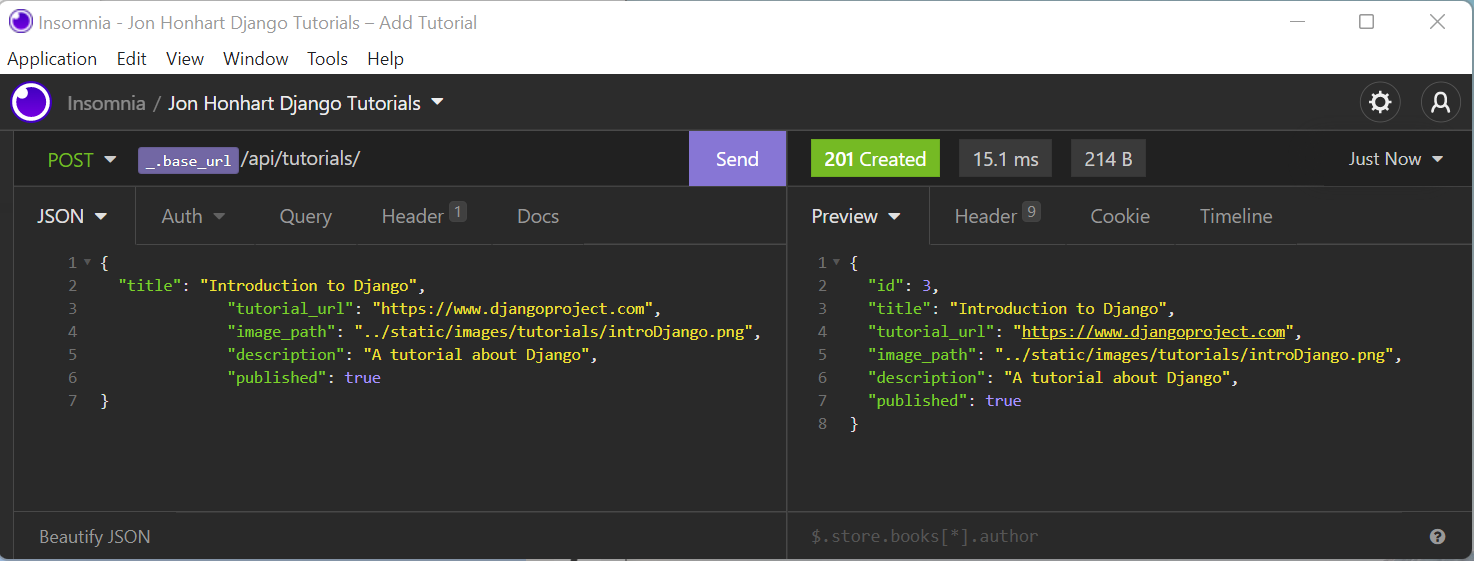 Insomnia - Jon Honhart Django Tutorials – Add Tutorial
Application Edit View Window Tools Help
Insomnia / Jon Honhart Django Tutorials
POST _.base_url/api/tutorials/ Send
JSON Auth Query Header 1 Docs
1 {
2 "title": "Introduction to Django",
3 "tutorial_url": "https://www.djangoproject.com",
4 "image_path": "../static/images/tutorials/introDjango.png",
5 "description": "A tutorial about Django",
6 "published": true
7 }
Beautify JSON
201 Created 15.1 ms 214 B Just Now
Preview Header 9 Cookie Timeline
1 {
2 "id": 3,
3 "title": "Introduction to Django",
4 "tutorial_url": "https://www.djangoproject.com",
5 "image_path": "../static/images/tutorials/introDjango.png",
6 "description": "A tutorial about Django",
7 "published": true
8 }
$.store.books[*].author ?